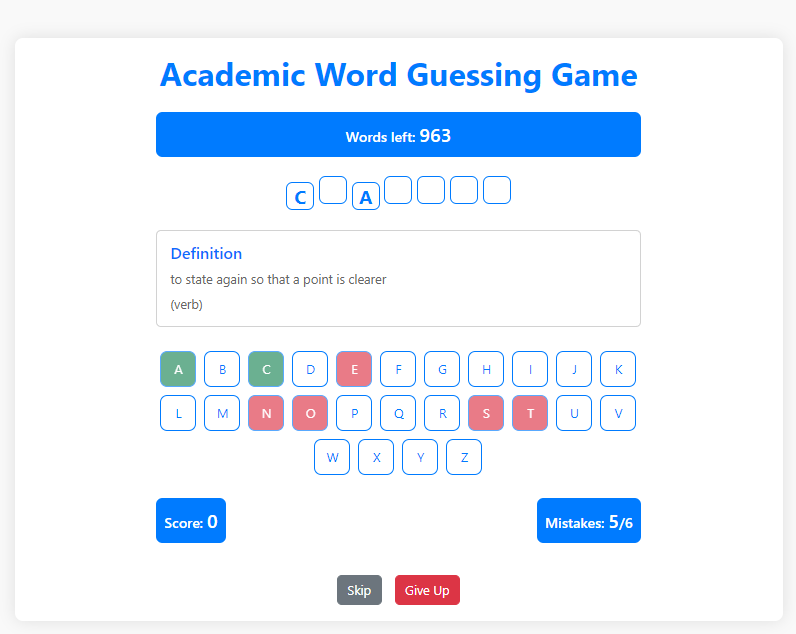 Academic Word Guessing Game
Words left: 963
C A
Definition
to state again so that a point is clearer
(verb)
A B C D E F G H I J K
L M N O P Q R S T U V
W X Y Z
Score: 0 Mistakes: 5/6
Skip Give Up